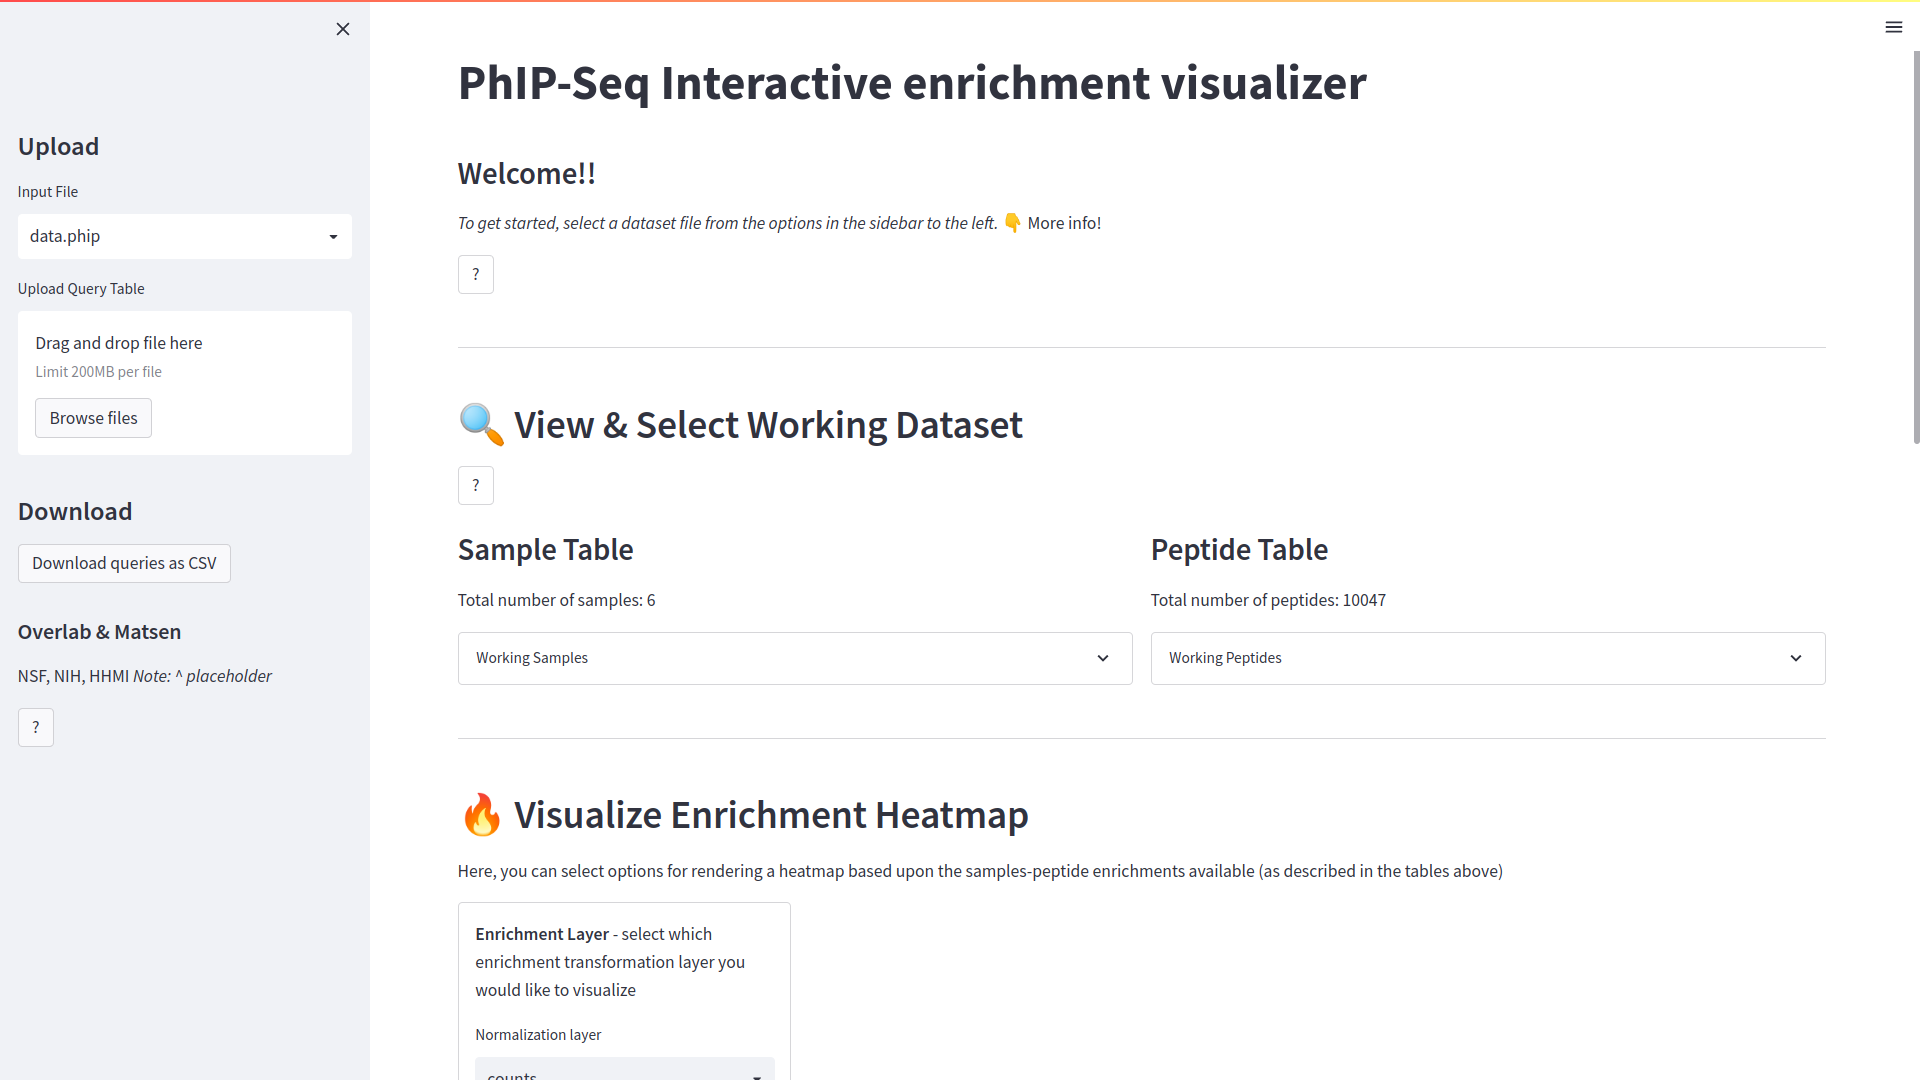 Upload
Input File
data.phip
Upload Query Table
Drag and drop file here
Limit 200MB per file
Browse files
Download
Download queries as CSV
Overlab & Matsen
NSF, NIH, HHMI Note: ^ placeholder
?
PhIP-Seq Interactive enrichment visualizer
Welcome!!
To get started, select a dataset file from the options in the sidebar to the left. 👇 More info!
?
🔍 View & Select Working Dataset
?
Sample Table
Total number of samples: 6
Working Samples
Peptide Table
Total number of peptides: 10047
Working Peptides
🔥 Visualize Enrichment Heatmap
Here, you can select options for rendering a heatmap based upon the samples-peptide enrichments available (as described in the tables above)
Enrichment Layer - select which
enrichment transformation layer you
would like to visualize
Normalization layer
counts